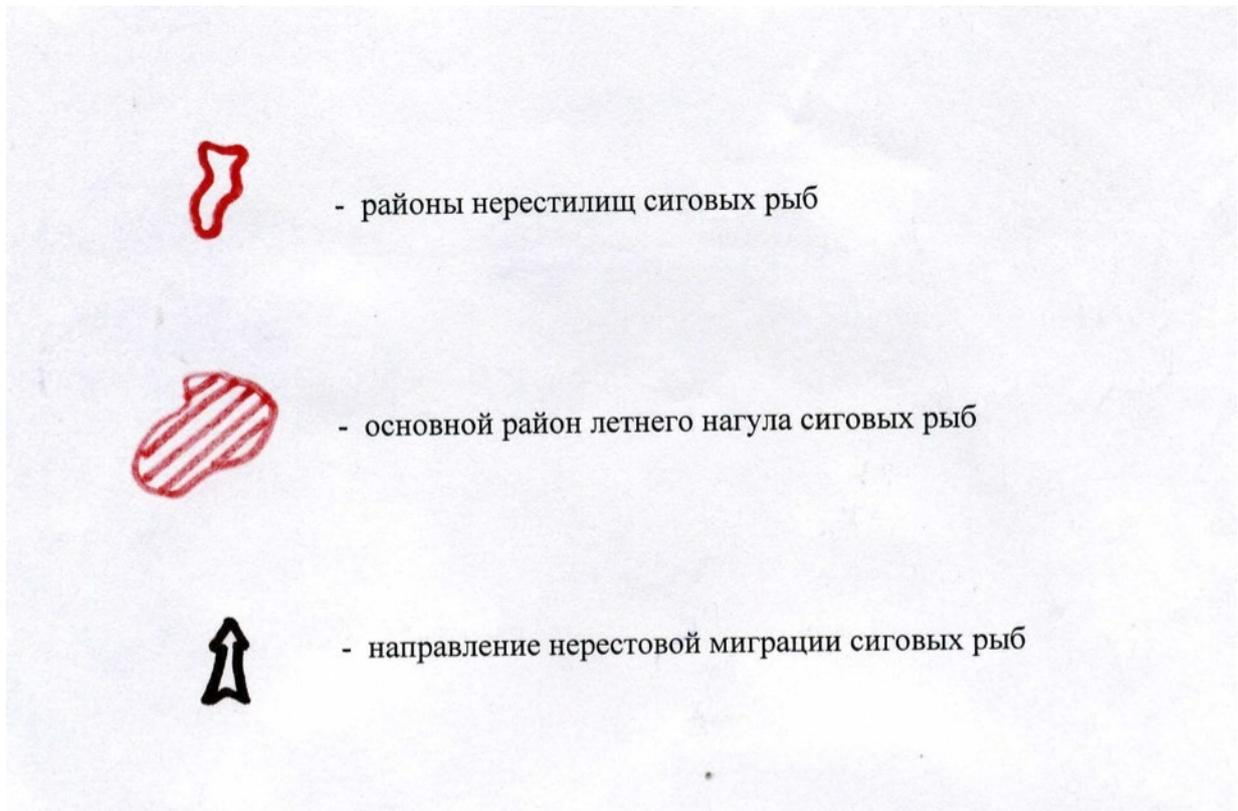 - районы нерестилищ сиговых рыб
- основной район летнего нагула сиговых рыб
- направление нерестовой миграции сиговых рыб